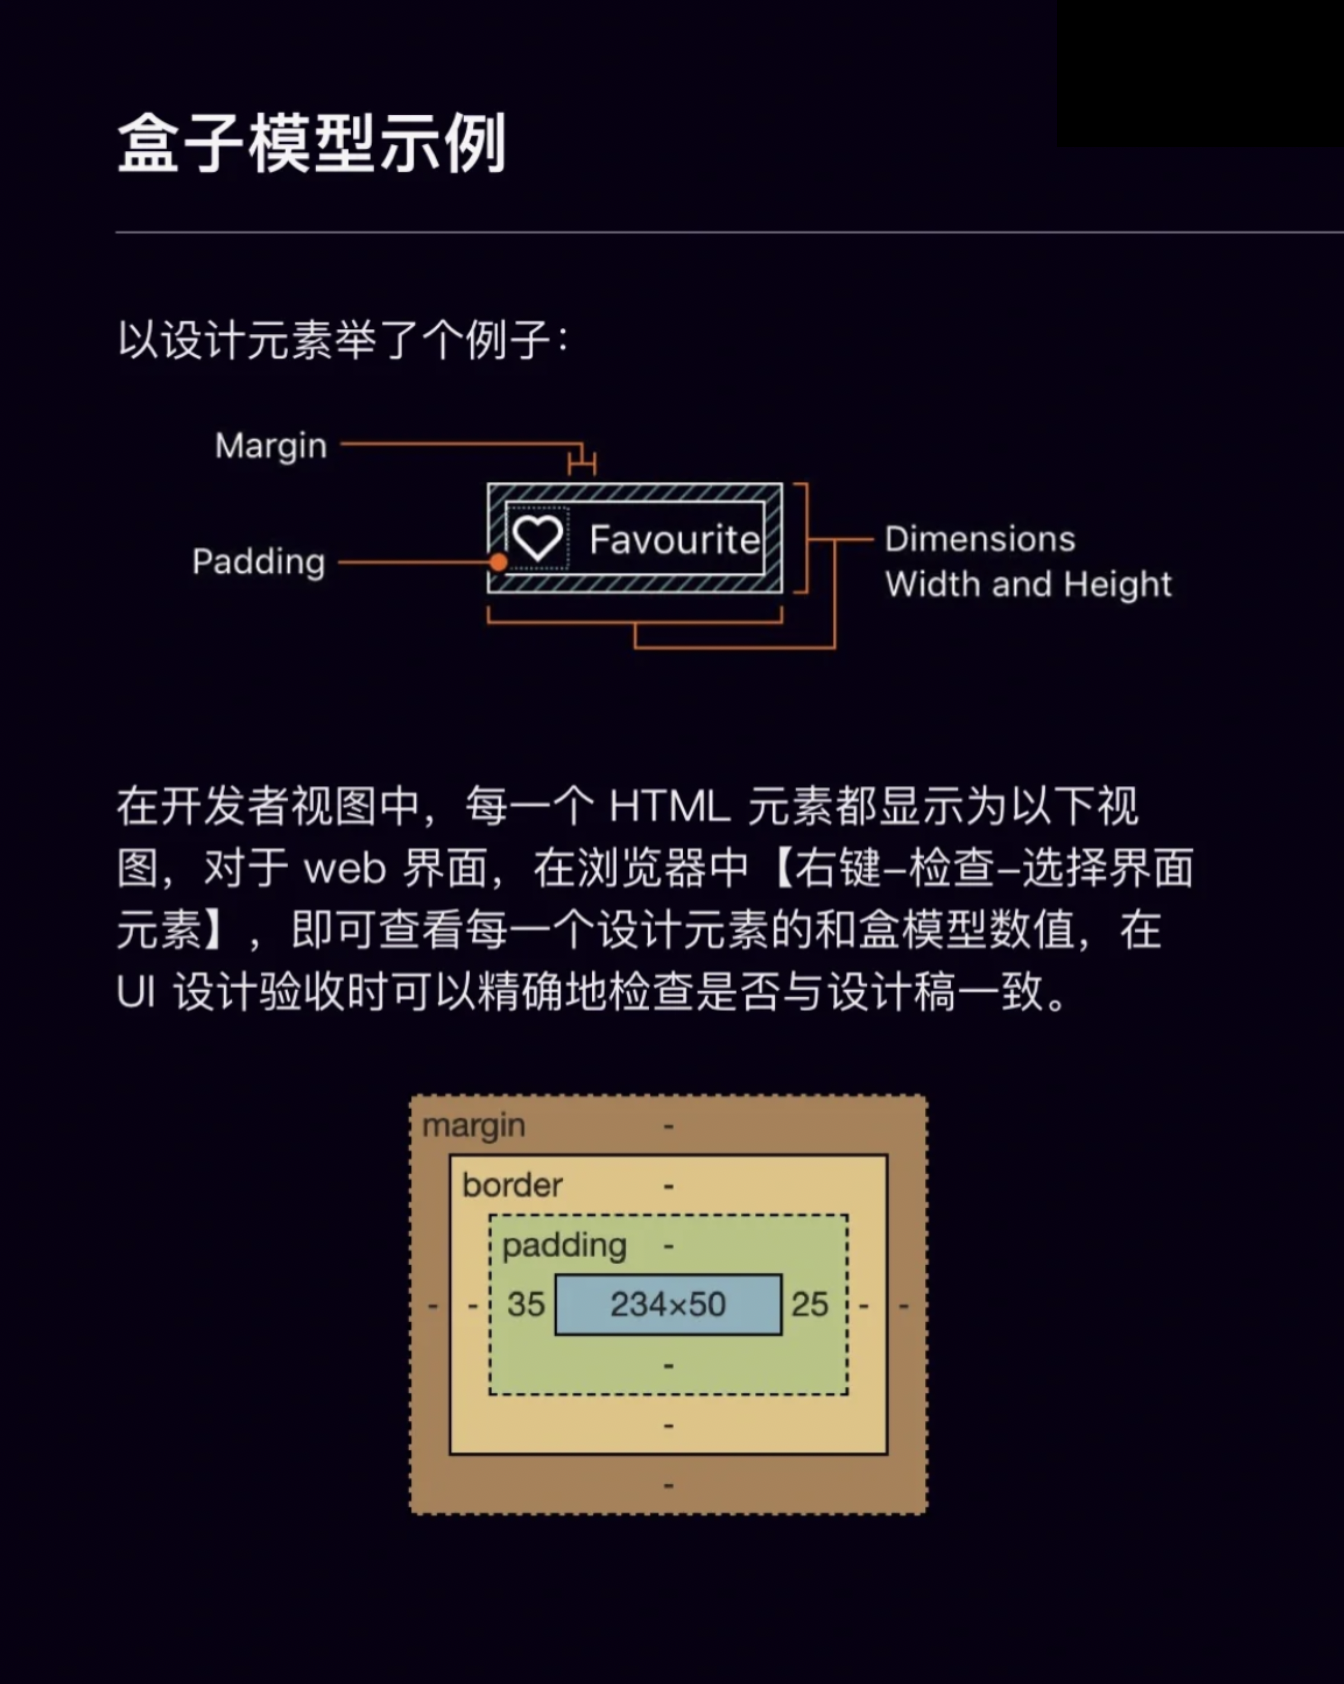 盒子模型示例
以设计元素举了个例子：
Margin
Favourite
Padding
Dimensions
Width and Height
在开发者视图中，每一个 HTML 元素都显示为以下视
图，对于 web 界面，在浏览器中【右键–检查–选择界面
元素】，即可查看每一个设计元素的和盒模型数值，在
UI 设计验收时可以精确地检查是否与设计稿一致。
margin -
border -
padding -
- - 35 234×50 25 - -
-
-
-